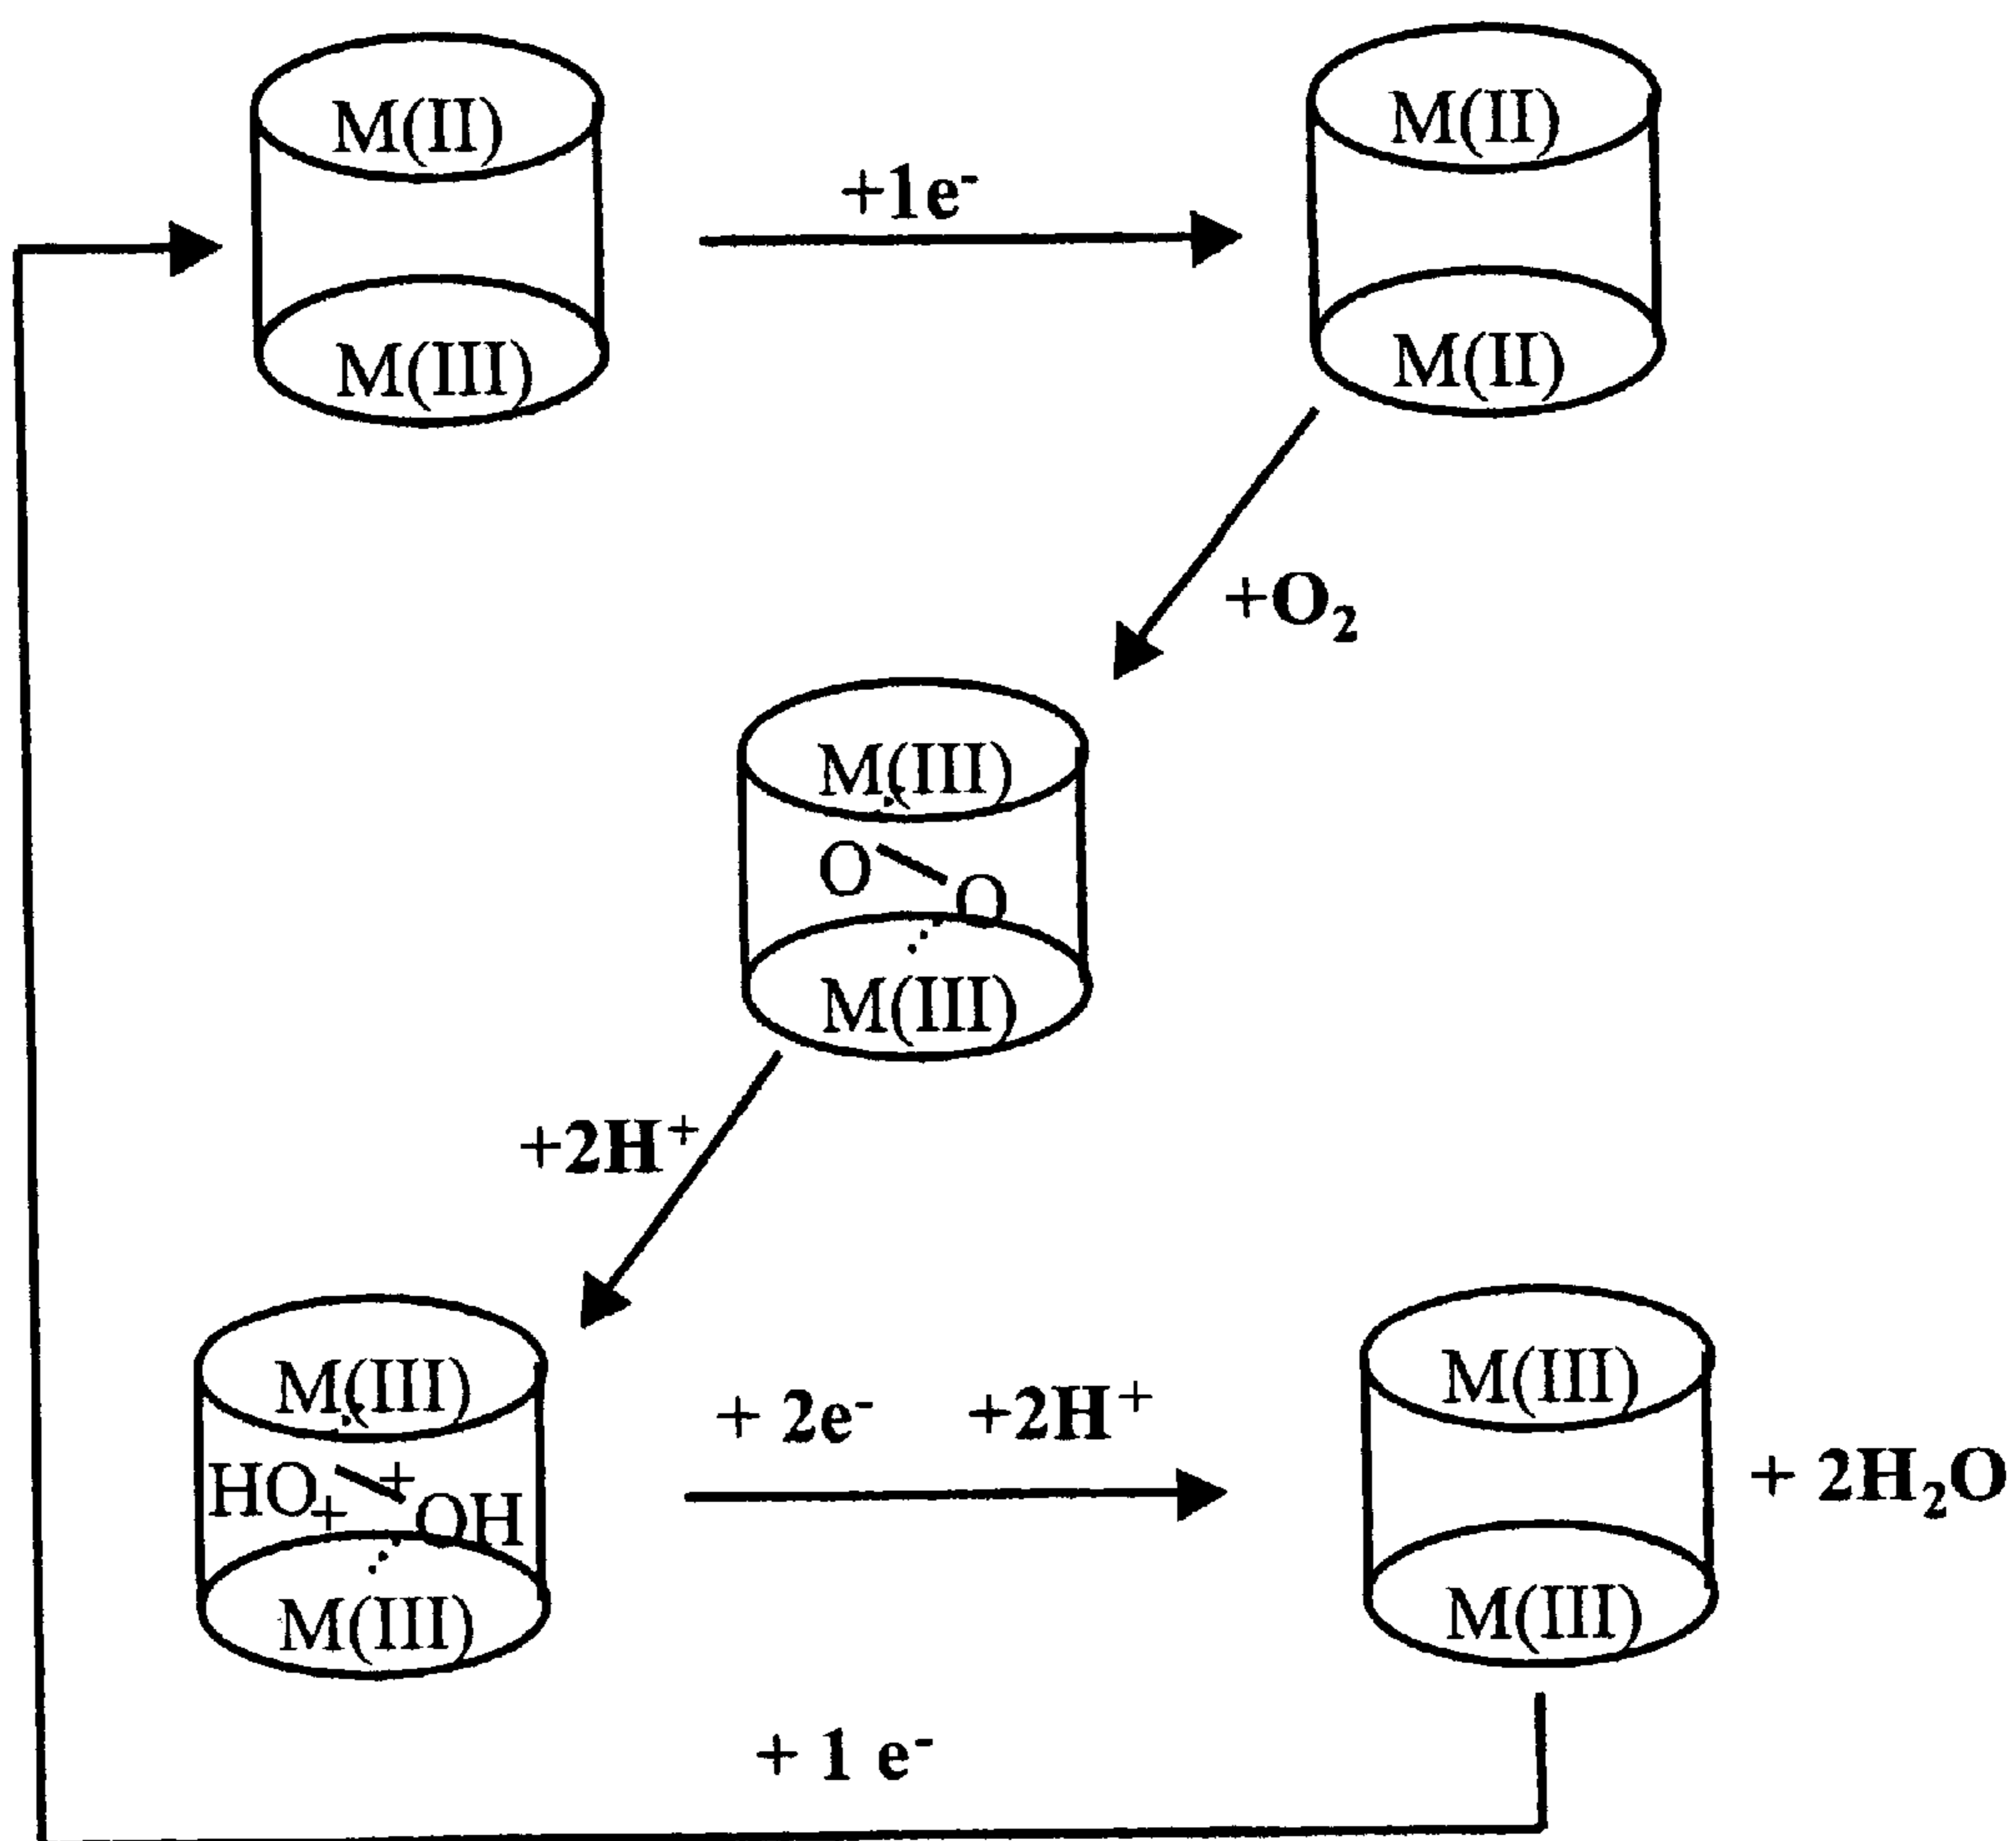 M(II)
M(II)
+1e⁻
M(III)
M(II)
+O₂
M(III)
O
O
M(III)
+2H⁺
M(III)
M(III)
+ 2e⁻ +2H⁺
HO+
+
OH
+ 2H₂O
M(III)
M(III)
+ 1 e⁻